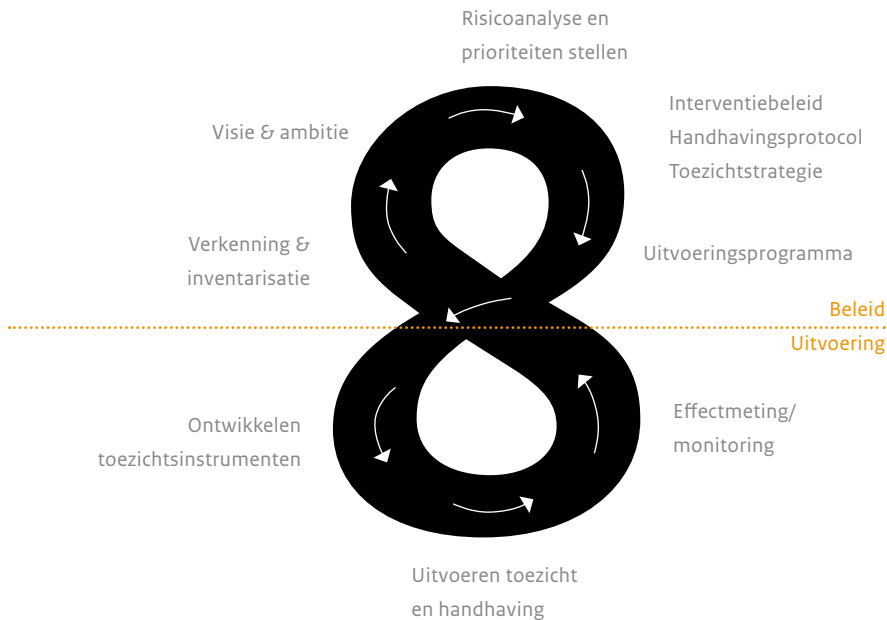 Risicoanalyse en
prioriteiten stellen
Visie & ambitie
Interventiebeleid
Handhavingsprotocol
Toezichtstrategie
Verkenning &
inventarisatie
Uitvoeringsprogramma
Beleid
Uitvoering
Ontwikkelen
toezichtsinstrumenten
Effectmeting/
monitoring
Uitvoeren toezicht
en handhaving